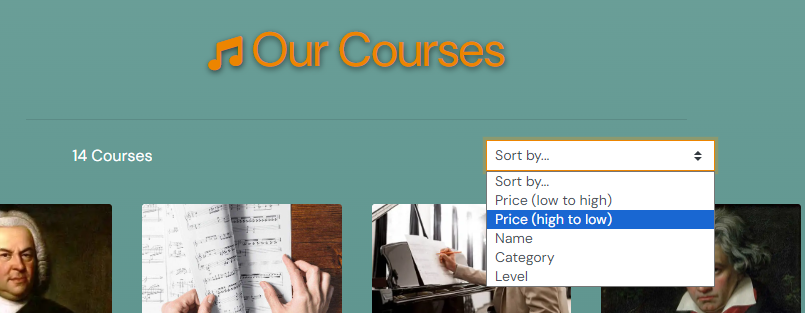 Our Courses
14 Courses
Sort by...
Sort by...
Price (low to high)
Price (high to low)
Name
Category
Level